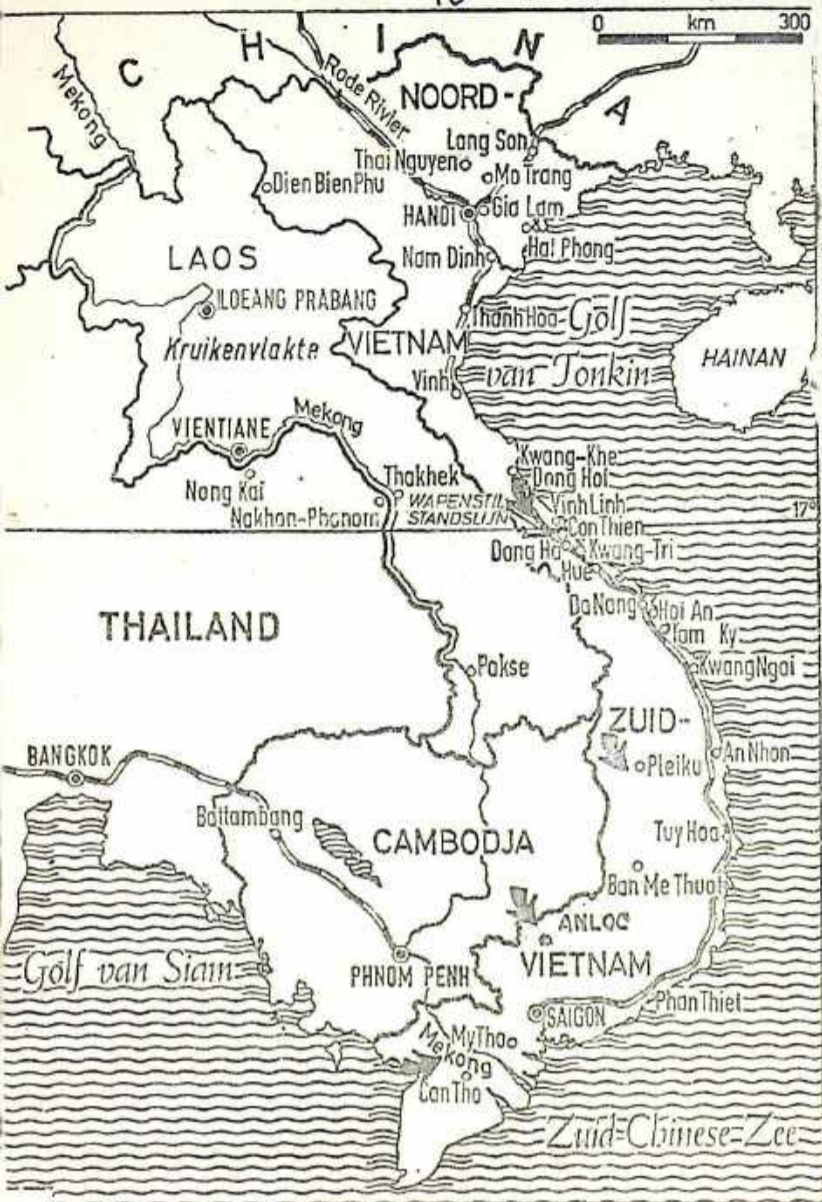 0 km 300
C H I N A
Mekong
Rode Rivier
NOORD-
Lang Son
Thai Nguyen
Mo Trang
Dien Bien Phu
HANOI
Gia Lam
Hai Phong
Nam Dinh
LAOS
LOEANG PRABANG
Thanh Hoa
Golf
van Tonkin
HAINAN
Kruikenvlakte
VIETNAM
Vinh
VIENTIANE
Mekong
Nong Kai
Thakhek
Nakhon-Phanom
WAPENSTIL
STANDSLIJN
Kwang-Khe
Dong Hoi
Vinh Linh
17°
Con Thien
Dong Ha
Kwang-Tri
Hue
Da Nang
Hoi An
Tam Ky
Kwang Ngai
THAILAND
Pakse
ZUID-
An Nhon
Pleiku
BANGKOK
Battambang
CAMBODJA
Tuy Hoa
Ban Me Thuot
ANLOC
VIETNAM
Golf van Siam
PHNOM PENH
Phan Thiet
SAIGON
My Tho
Mekong
Can Tho
Zuid-Chinese-Zee